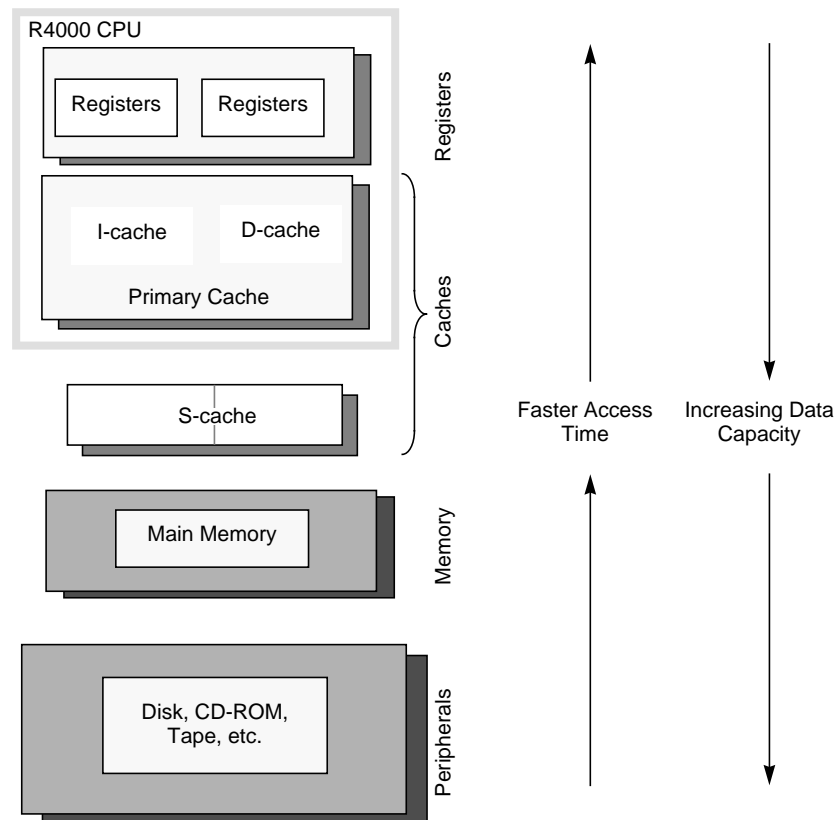 R4000 CPU
Registers
Registers
Registers
I-cache
D-cache
Primary Cache
Caches
S-cache
Faster Access
Time
Increasing Data
Capacity
Main Memory
Memory
Disk, CD-ROM,
Tape, etc.
Peripherals